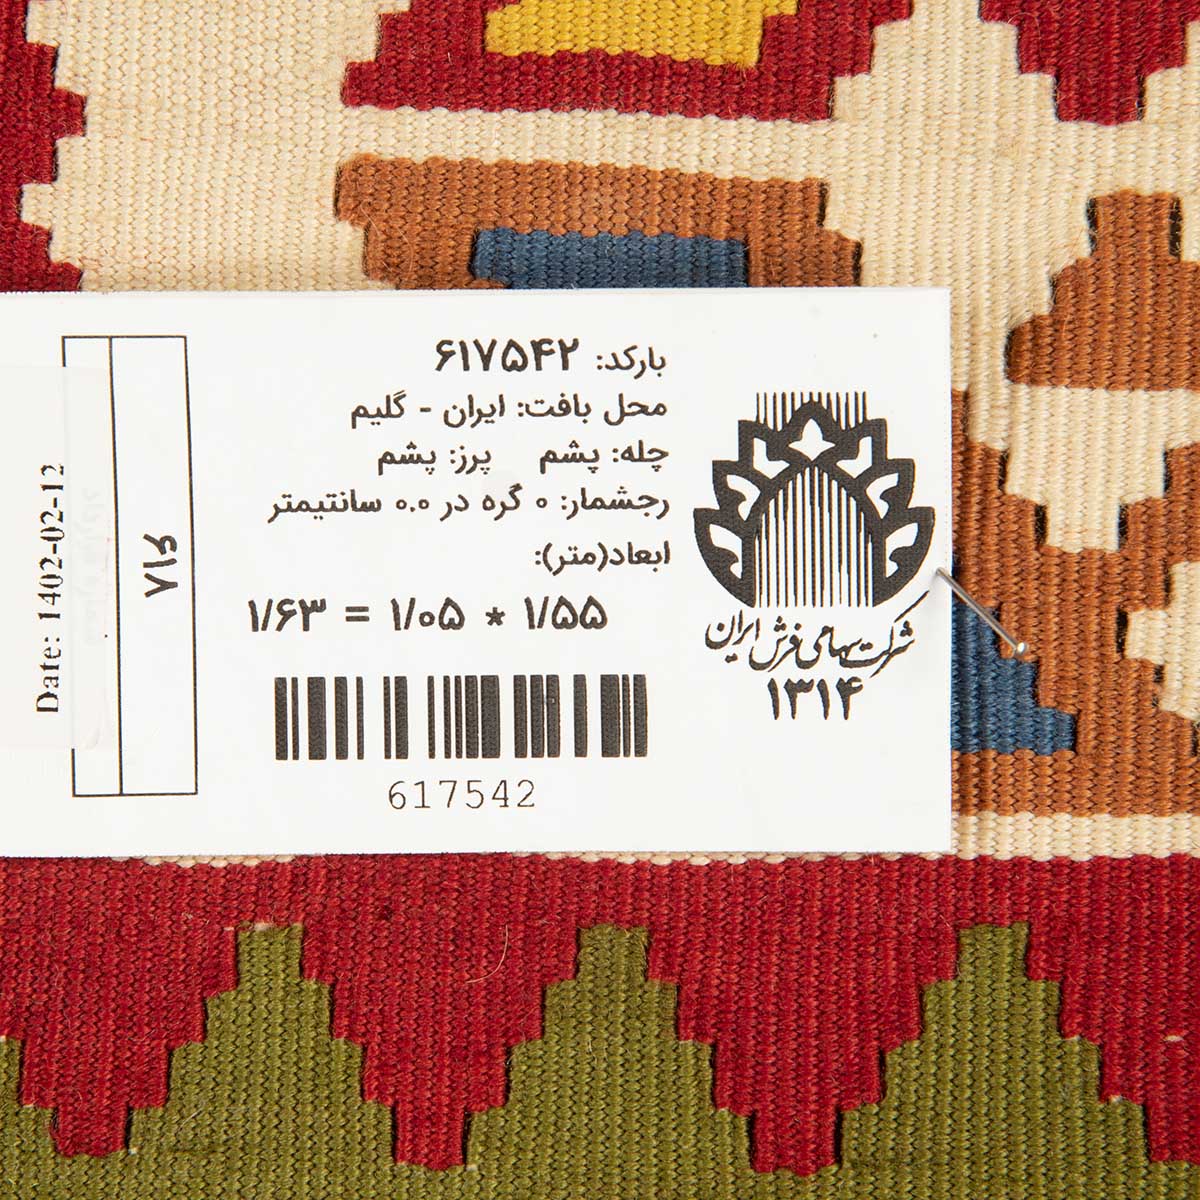 بارکد: ۶۱۷۵۴۲
محل بافت: ایران - گلیم
چله: پشم پرز: پشم
رجشمار: ۰ گره در ۰.۰ سانتیمتر
ابعاد(متر):
۱/۵۵ * ۱/۰۵ = ۱/۶۳
617542
شرکت سهامی فرش ایران
۱۳۱۴
۸۱۶
Date: 1402-02-12